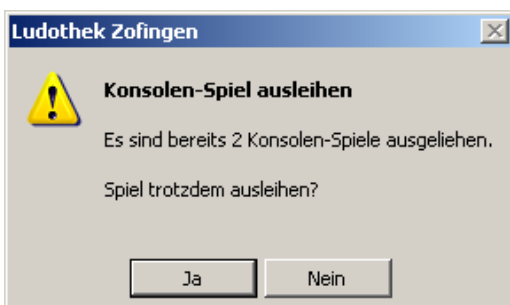 Ludothek Zofingen
Konsolen-Spiel ausleihen
Es sind bereits 2 Konsolen-Spiele ausgeliehen.
Spiel trotzdem ausleihen?
Ja
Nein